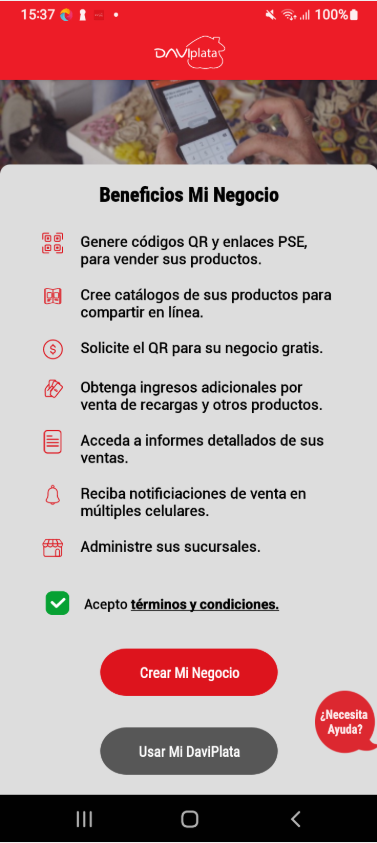 15:37
100%
DAVIplata
Beneficios Mi Negocio
Genere códigos QR y enlaces PSE,
para vender sus productos.
Cree catálogos de sus productos para
compartir en línea.
Solicite el QR para su negocio gratis.
Obtenga ingresos adicionales por
venta de recargas y otros productos.
Acceda a informes detallados de sus
ventas.
Reciba notificiaciones de venta en
múltiples celulares.
Administre sus sucursales.
Acepto términos y condiciones.
Crear Mi Negocio
¿Necesita
Ayuda?
Usar Mi DaviPlata